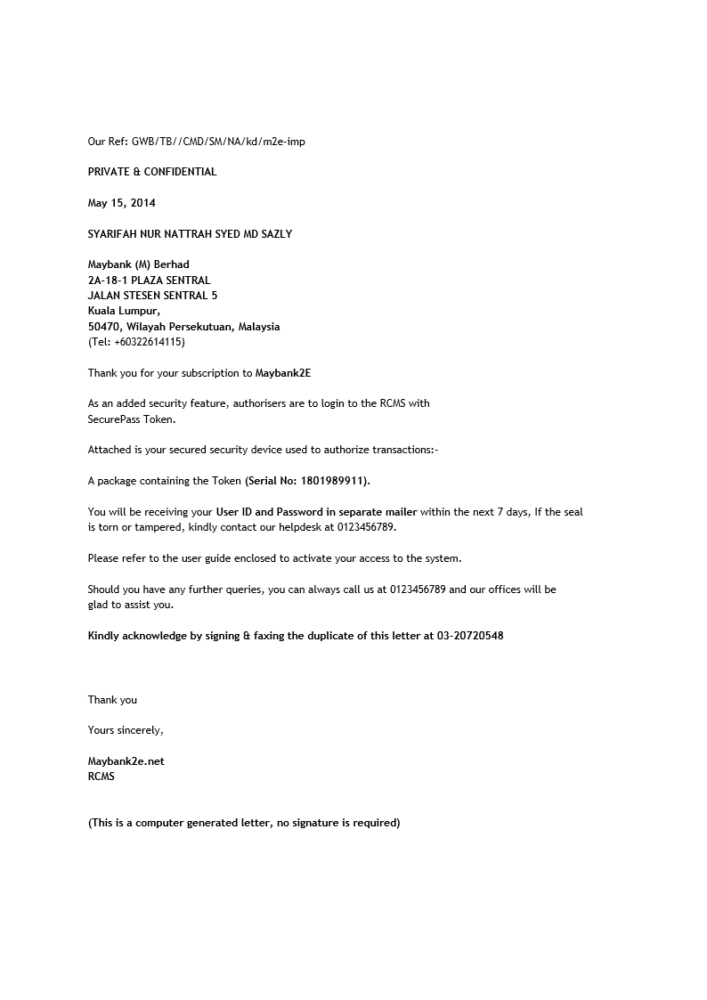 Our Ref: GWB/TB//CMD/SM/NA/kd/m2e-imp
PRIVATE & CONFIDENTIAL
May 15, 2014
SYARIFAH NUR NATTRAH SYED MD SAZLY
Maybank (M) Berhad
2A-18-1 PLAZA SENTRAL
JALAN STESEN SENTRAL 5
Kuala Lumpur,
50470, Wilayah Persekutuan, Malaysia
(Tel: +60322614115)
Thank you for your subscription to Maybank2E
As an added security feature, authorisers are to login to the RCMS with
SecurePass Token.
Attached is your secured security device used to authorize transactions:-
A package containing the Token (Serial No: 1801989911).
You will be receiving your User ID and Password in separate mailer within the next 7 days, If the seal
is torn or tampered, kindly contact our helpdesk at 0123456789.
Please refer to the user guide enclosed to activate your access to the system.
Should you have any further queries, you can always call us at 0123456789 and our offices will be
glad to assist you.
Kindly acknowledge by signing & faxing the duplicate of this letter at 03-20720548
Thank you
Yours sincerely,
Maybank2e.net
RCMS
(This is a computer generated letter, no signature is required)